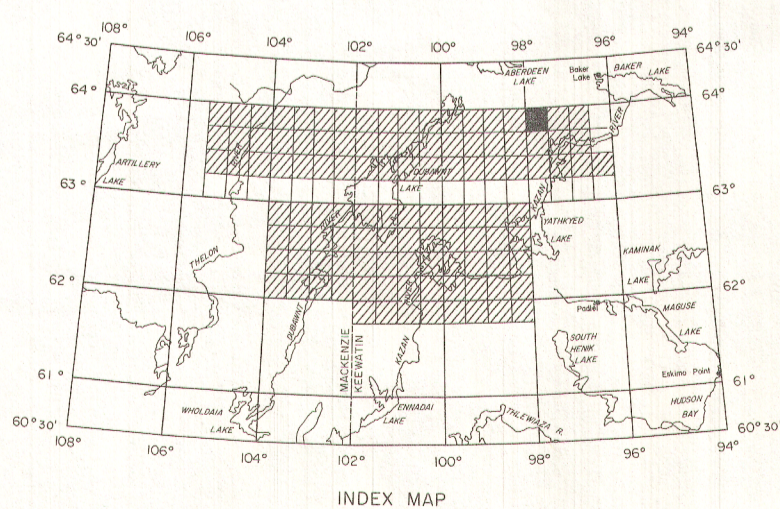 108°
106°
104°
102°
100°
98°
96°
94°
64° 30'
64° 30'
ABERDEEN
LAKE
Baker
Lake
BAKER
LAKE
64°
64°
RIVER
RIVER
ARTILLERY
LAKE
DUBAWNT
LAKE
63°
63°
KAZAN
RIVER
YATHKYED
LAKE
THELON
KAMINAK
LAKE
62°
62°
RIVER
Padlei
MAGUSE
LAKE
DUBAWNT
MACKENZIE
KEEWATIN
KAZAN
SOUTH
HENIK
LAKE
Eskimo Point
61°
61°
WHOLDAIA
LAKE
ENNADAI
LAKE
THLEWIAZA R.
HUDSON
BAY
60° 30'
60° 30
108°
106°
104°
102°
100°
98°
96°
94°
INDEX MAP